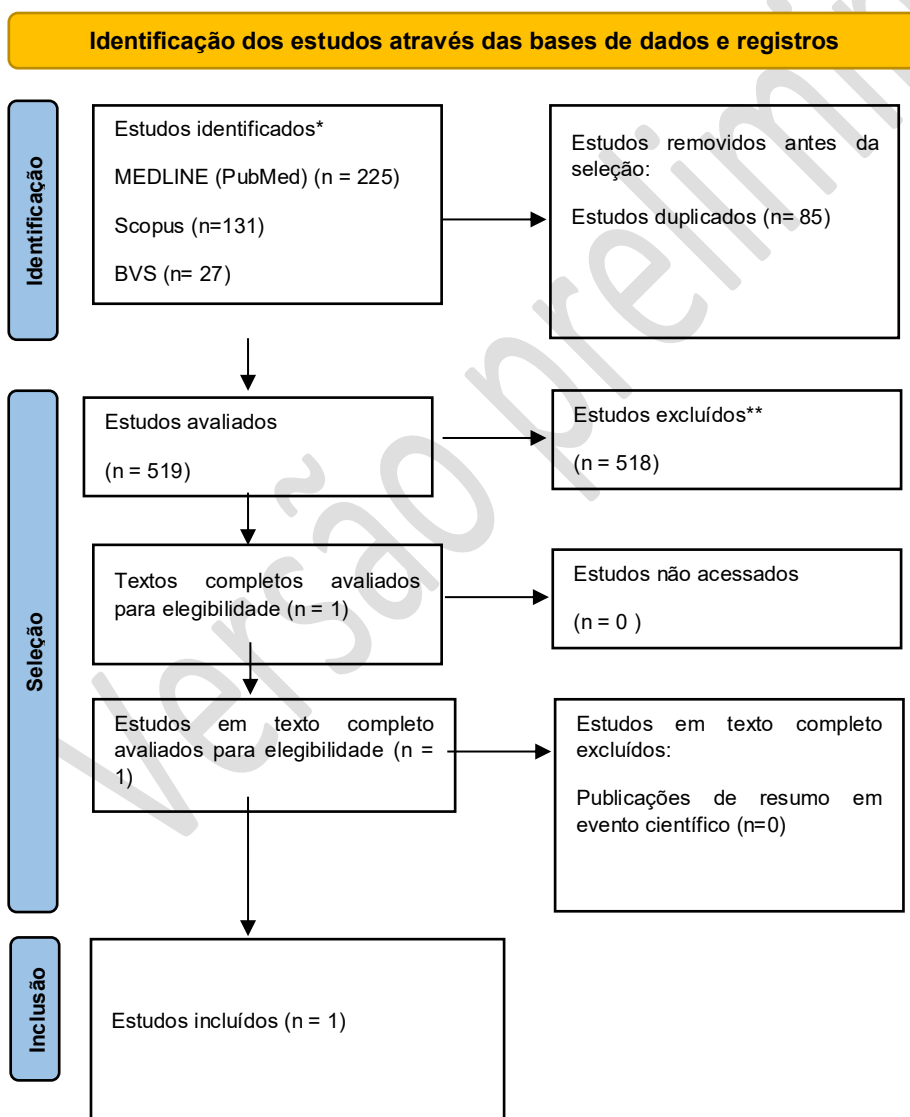 Identificação dos estudos através das bases de dados e registros
Identificação
Estudos identificados*
MEDLINE (PubMed) (n = 225)
Scopus (n=131)
BVS (n= 27)
Estudos removidos antes da
seleção:
Estudos duplicados (n= 85)
Seleção
Estudos avaliados
(n = 519)
Estudos excluídos**
(n = 518)
Textos completos avaliados
para elegibilidade (n = 1)
Estudos não acessados
(n = 0 )
Estudos em texto completo
avaliados para elegibilidade (n =
1)
Estudos em texto completo
excluídos:
Publicações de resumo em
evento científico (n=0)
Inclusão
Estudos incluídos (n = 1)
Versão prelimin